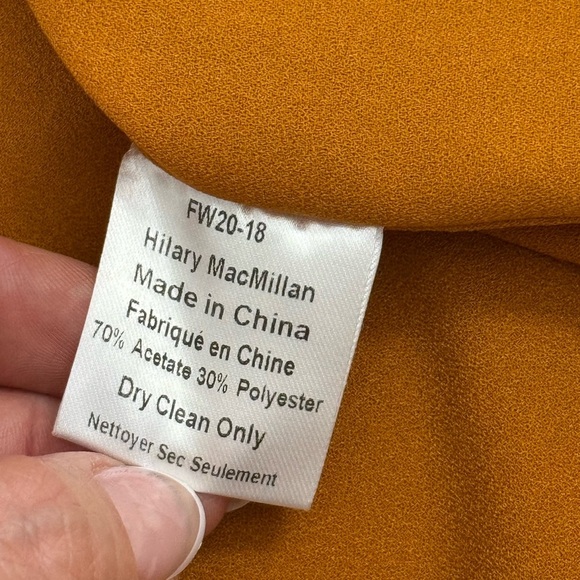 FW20-18
Hilary MacMillan
Made in China
Fabriqué en Chine
70% Acetate 30% Polyester
Dry Clean Only
Nettoyer Sec Seulement